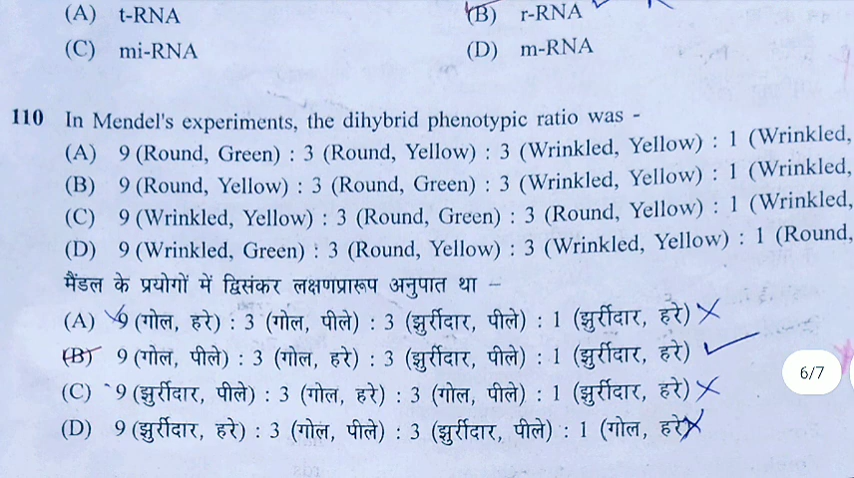 (A) t-RNA (B) r-RNA
(C) mi-RNA (D) m-RNA
110 In Mendel's experiments, the dihybrid phenotypic ratio was -
(A) 9 (Round, Green) : 3 (Round, Yellow) : 3 (Wrinkled, Yellow) : 1 (Wrinkled,
(B) 9 (Round, Yellow) : 3 (Round, Green) : 3 (Wrinkled, Yellow) : 1 (Wrinkled,
(C) 9 (Wrinkled, Yellow) : 3 (Round, Green) : 3 (Round, Yellow) : 1 (Wrinkled,
(D) 9 (Wrinkled, Green) : 3 (Round, Yellow) : 3 (Wrinkled, Yellow) : 1 (Round,
मैंडल के प्रयोगों में द्विसंकर लक्षणप्रारूप अनुपात था –
(A) 9 (गोल, हरे) : 3 (गोल, पीले) : 3 (झुर्रीदार, पीले) : 1 (झुर्रीदार, हरे)
(B) 9 (गोल, पीले) : 3 (गोल, हरे) : 3 (झुर्रीदार, पीले) : 1 (झुर्रीदार, हरे)
(C) 9 (झुर्रीदार, पीले) : 3 (गोल, हरे) : 3 (गोल, पीले) : 1 (झुर्रीदार, हरे)
(D) 9 (झुर्रीदार, हरे) : 3 (गोल, पीले) : 3 (झुर्रीदार, पीले) : 1 (गोल, हरे)
6/7